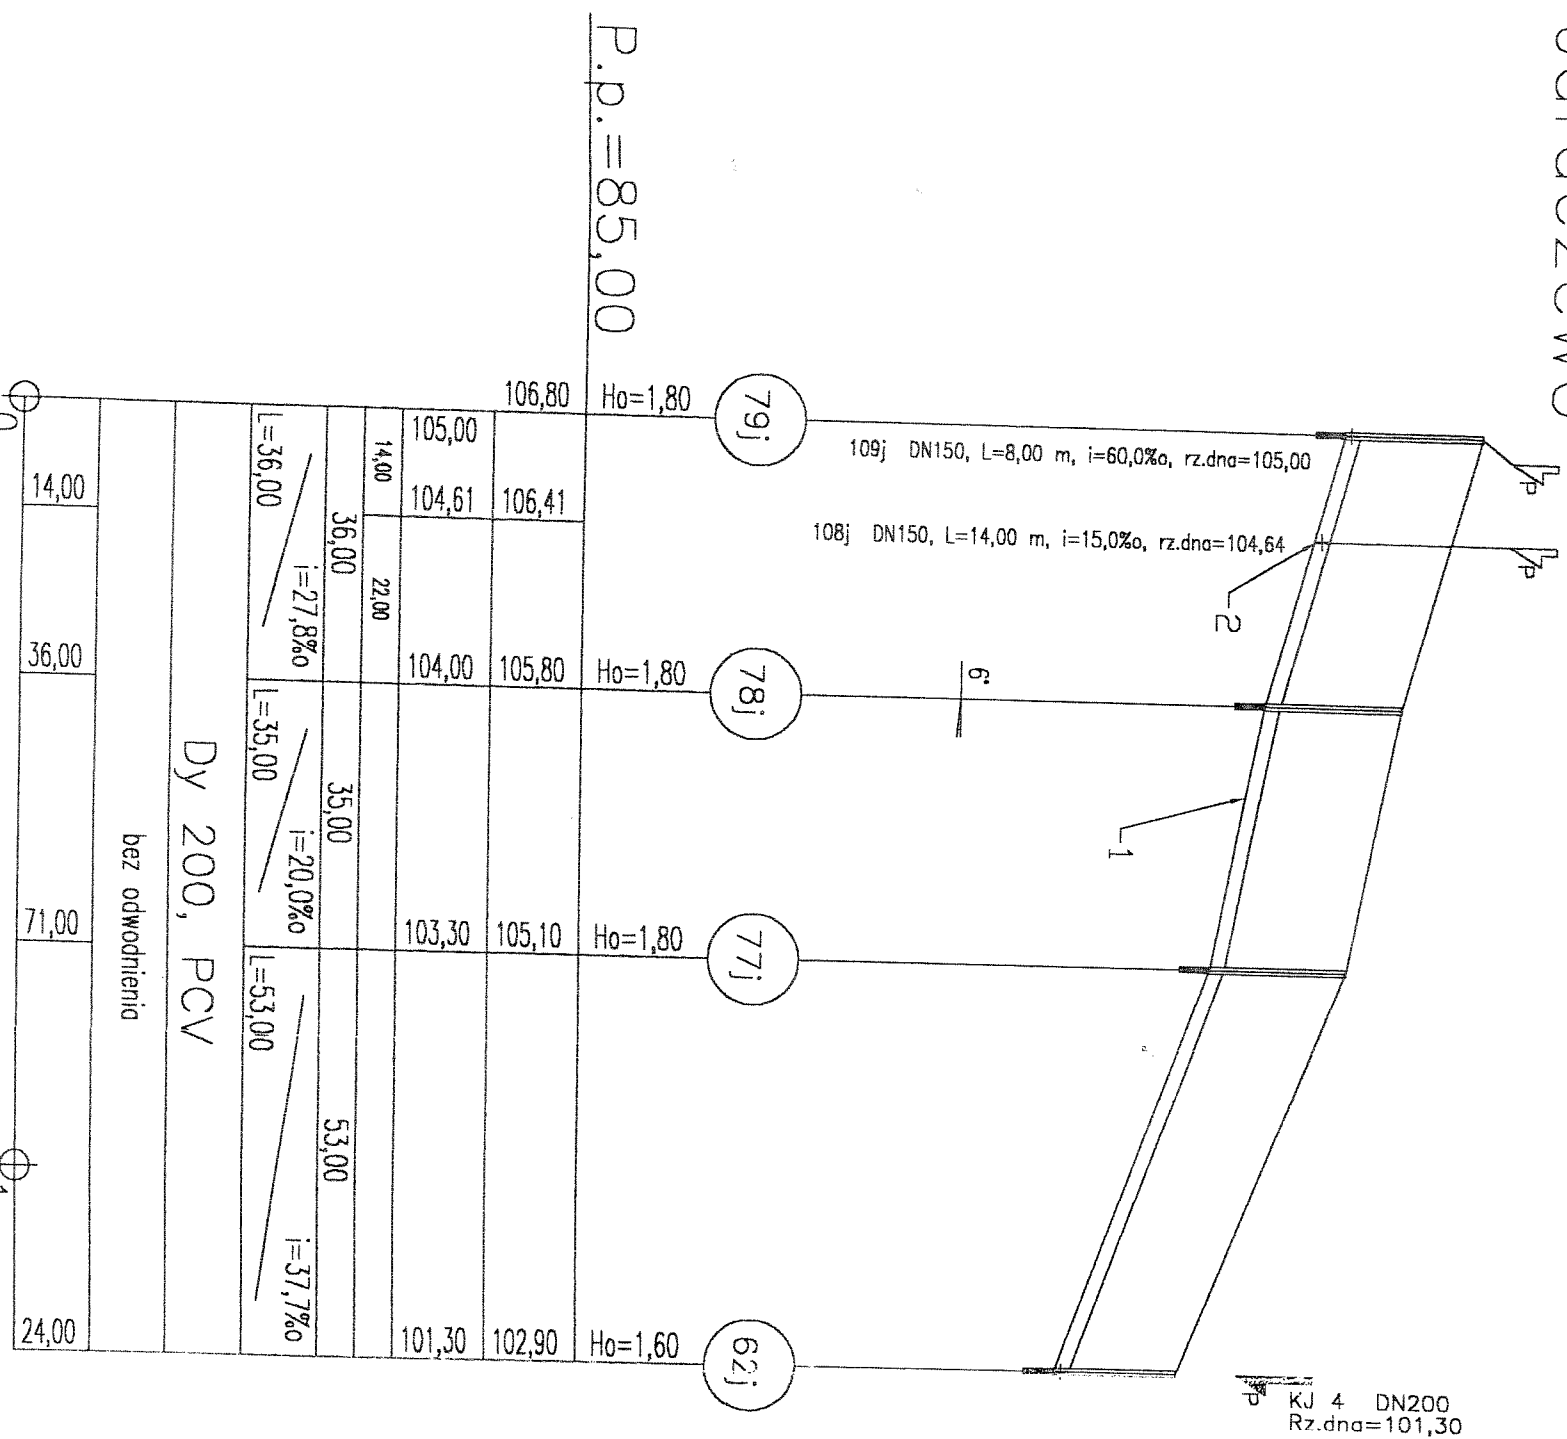 P.p.=85,00
106,80
Ho=1,80
79j
109j DN150, L=8,00 m, i=60,0%o, rz.dna=105,00
P
105,00
104,61
106,41
108j DN150, L=14,00 m, i=15,0%o, rz.dna=104,64
P
2
104,00
105,80
Ho=1,80
78j
6'
1
103,30
105,10
Ho=1,80
77j
101,30
102,90
Ho=1,60
62j
P
KJ 4 DN200
Rz.dna=101,30
14,00
22,00
36,00
35,00
53,00
L=36,00
i=27,8%o
L=35,00
i=20,0%o
L=53,00
i=37,7%o
Dy 200, PCV
bez odwodnienia
14,00
36,00
71,00
24,00
0